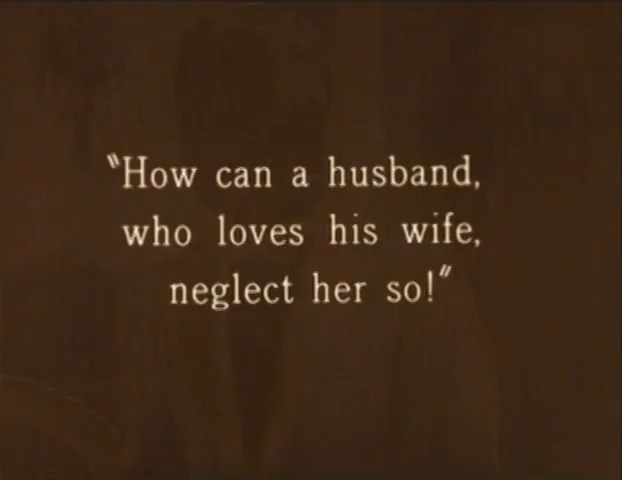 "How can a husband,
who loves his wife,
neglect her so!"